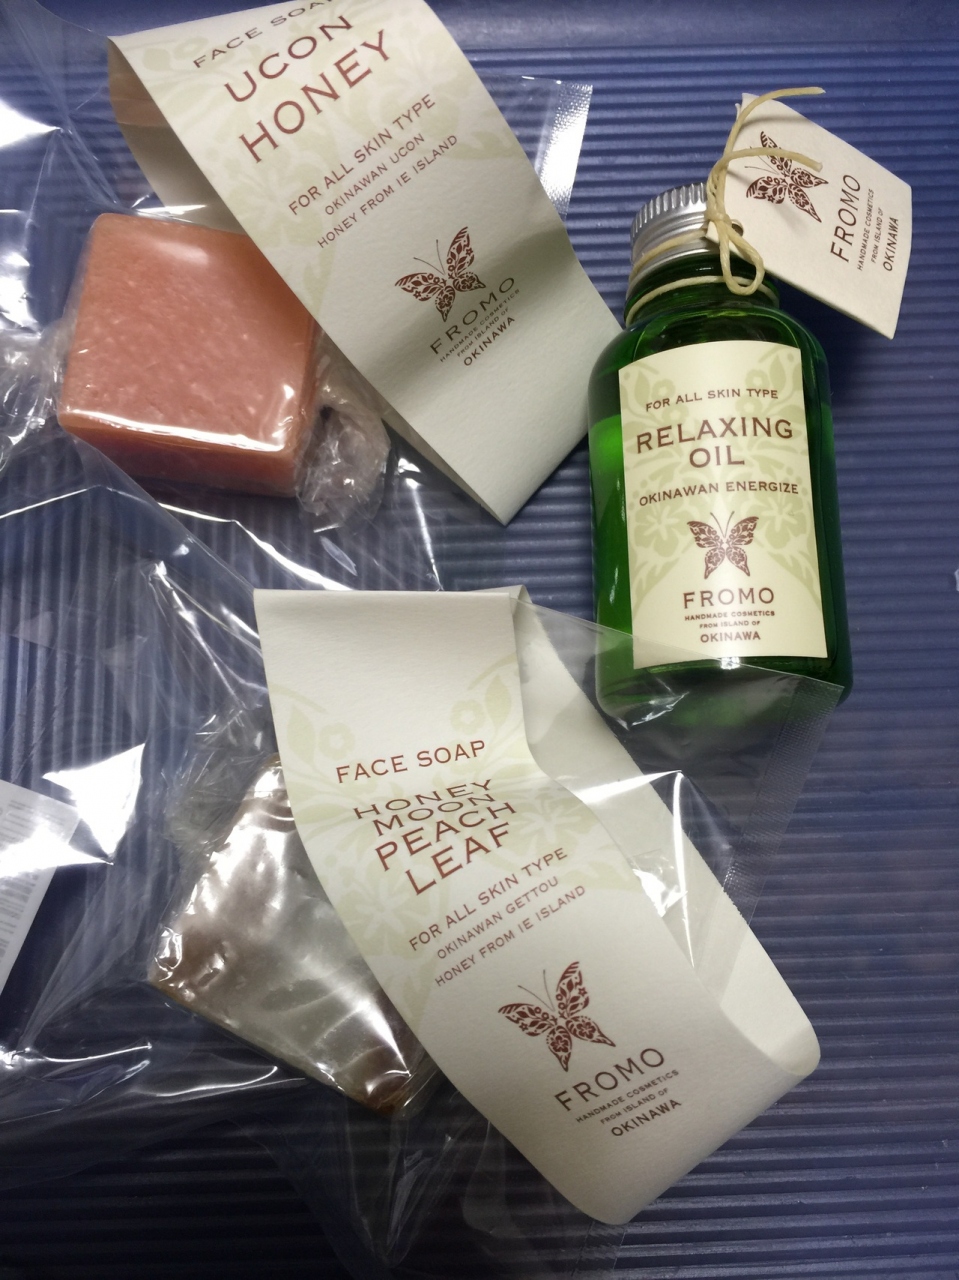 FACE SOAP
UCON
HONEY
FOR ALL SKIN TYPE
OKINAWAN UCON
HONEY FROM IE ISLAND
FROMO
HANDMADE COSMETICS
FROM ISLAND OF
OKINAWA
FROMO
HANDMADE COSMETICS
FROM ISLAND OF
OKINAWA
FOR ALL SKIN TYPE
RELAXING
OIL
OKINAWAN ENERGIZE
FROMO
HANDMADE COSMETICS
FROM ISLAND OF
OKINAWA
FACE SOAP
HONEY
MOON
PEACH
LEAF
FOR ALL SKIN TYPE
OKINAWAN GETTOU
HONEY FROM IE ISLAND
FROMO
HANDMADE COSMETICS
FROM ISLAND OF
OKINAWA